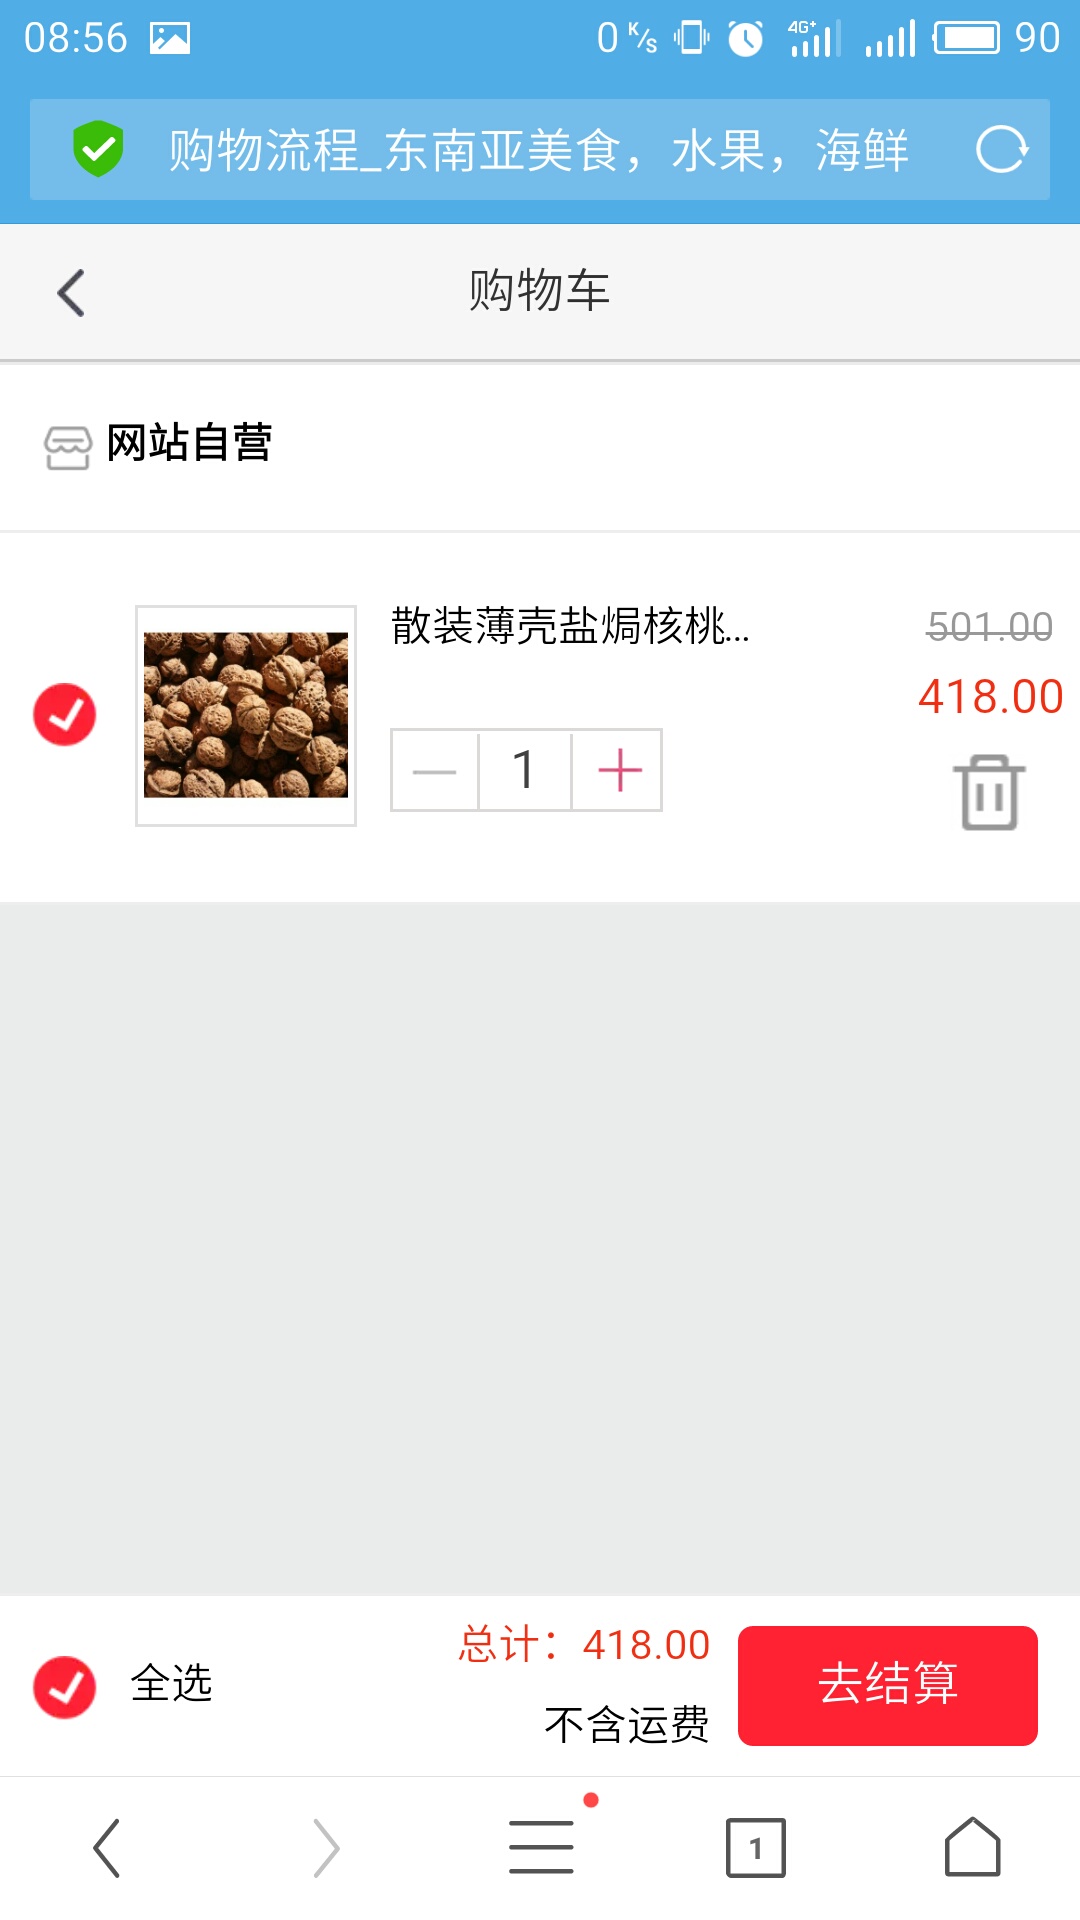 08:56 0 K/s 4G+ 90
购物流程_东南亚美食，水果，海鲜
购物车
网站自营
散装薄壳盐焗核桃... 501.00
418.00
1
总计：418.00
全选 去结算
不含运费
1